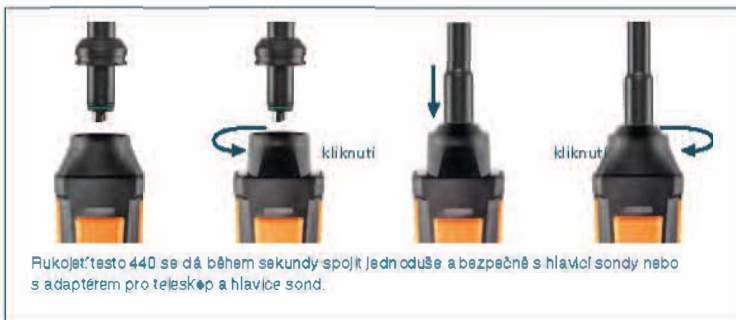 kliknutí
kliknutí
Rukojeť testo 440 se dá během sekundy spojit jednoduše a bezpečně s hlavicí sondy nebo
s adaptérem pro teleskop a hlavice sond.